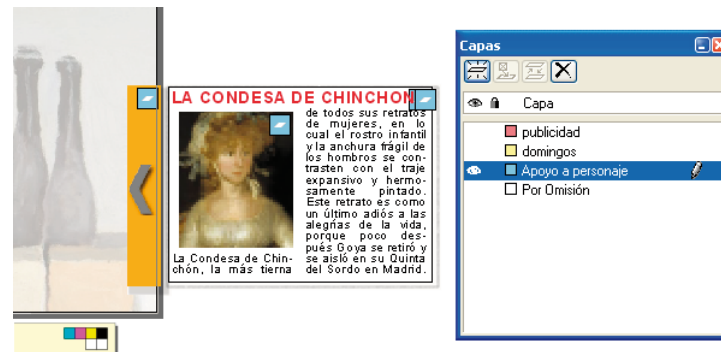 LA CONDESA DE CHINCHON
de todos sus retratos
de mujeres, en lo
cual el rostro infantil
y la anchura frágil de
los hombros se con-
trasten con el traje
expansivo y hermo-
samente pintado.
Este retrato es como
un último adiós a las
alegrías de la vida,
porque poco des-
pués Goya se retiró y
se aisló en su Quinta
del Sordo en Madrid.
La Condesa de Chin-
chón, la más tierna
Capas
Capa
publicidad
domingos
Apoyo a personaje
Por Omisión